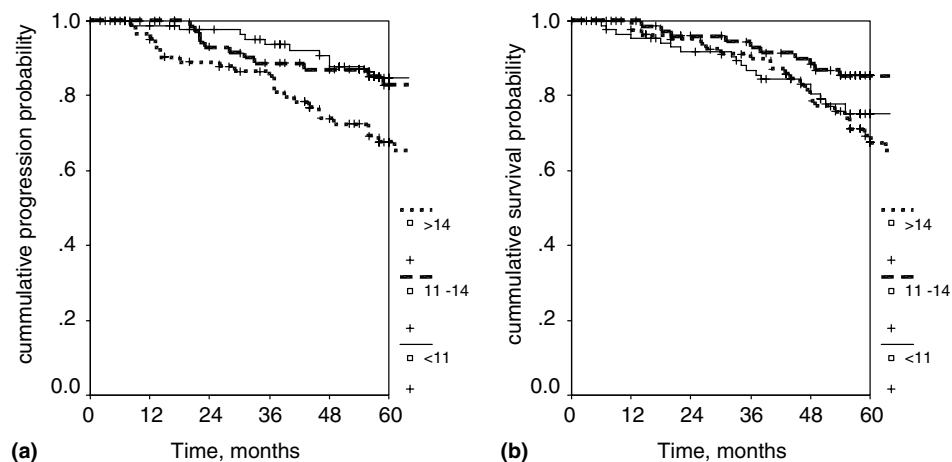 cummulative progression probability
1.0
.8
.6
.4
.2
0.0
0 12 24 36 48 60
Time, months
(a)
>14
11 -14
<11
cummulative survival probability
1.0
.8
.6
.4
.2
0.0
0 12 24 36 48 60
Time, months
(b)
>14
11 -14
<11